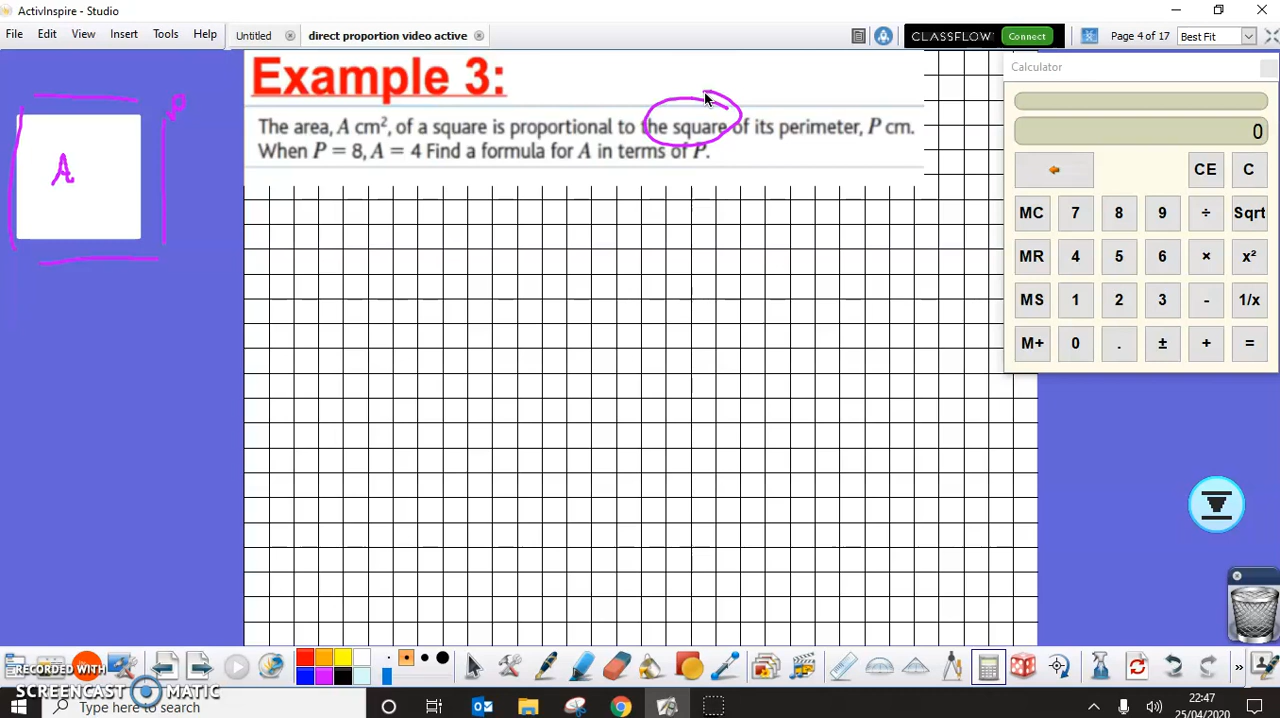 ActivInspire - Studio
File Edit View Insert Tools Help Untitled direct proportion video active CLASSFLOW Connect Page 4 of 17 Best Fit
Example 3:
The area, A cm², of a square is proportional to the square of its perimeter, P cm.
When P = 8, A = 4 Find a formula for A in terms of P.
P
A
Calculator
0
CE C
MC 7 8 9 ÷ Sqrt
MR 4 5 6 × x²
MS 1 2 3 - 1/x
M+ 0 . ± + =
RECORDED WITH
SCREENCAST MATIC
Type here to search
22:47
25/04/2020